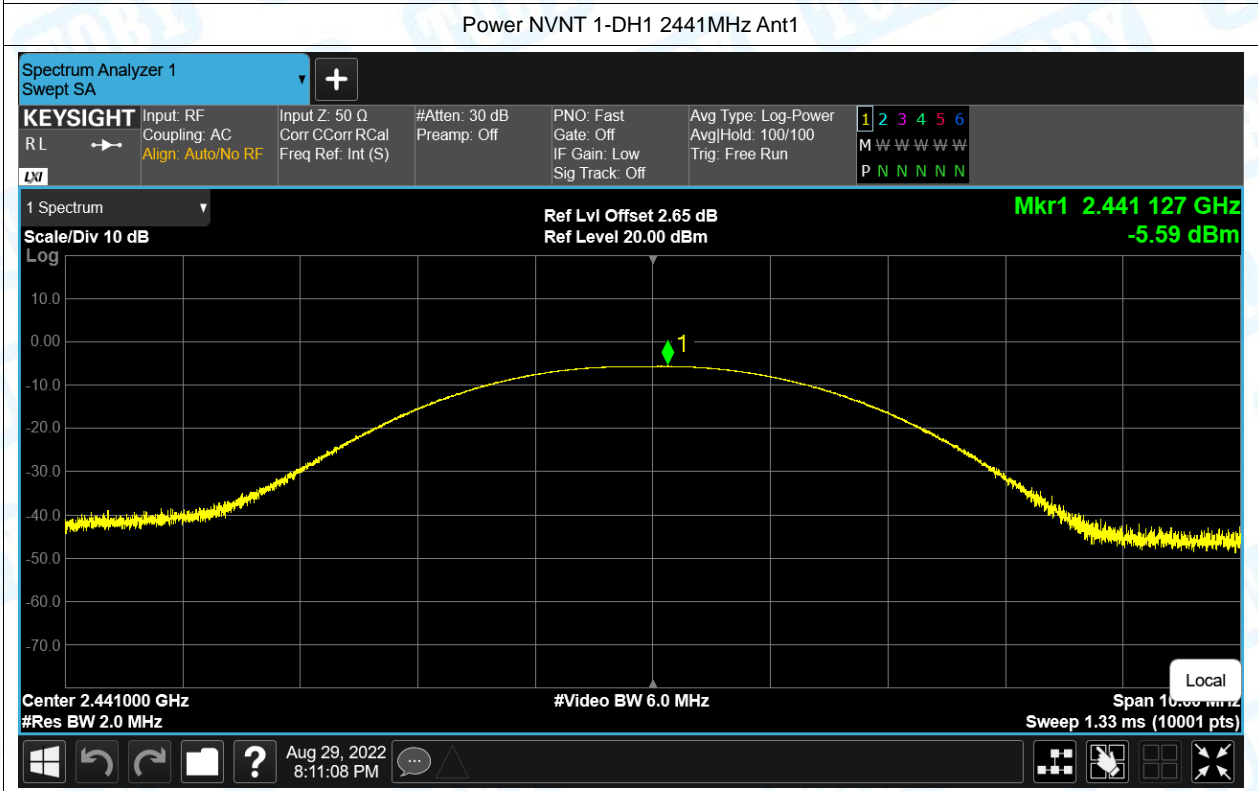 Power NVNT 1-DH1 2441MHz Ant1
Spectrum Analyzer 1
Swept SA
KEYSIGHT
R L
LXI
Input: RF
Coupling: AC
Align: Auto/No RF
Input Z: 50 Ω
Corr CCorr RCal
Freq Ref: Int (S)
#Atten: 30 dB
Preamp: Off
PNO: Fast
Gate: Off
IF Gain: Low
Sig Track: Off
Avg Type: Log-Power
Avg|Hold: 100/100
Trig: Free Run
1 2 3 4 5 6
M W W W W W
P N N N N N
1 Spectrum
Scale/Div 10 dB
Ref Lvl Offset 2.65 dB
Ref Level 20.00 dBm
Mkr1 2.441 127 GHz
-5.59 dBm
Log
10.0
0.00
-10.0
-20.0
-30.0
-40.0
-50.0
-60.0
-70.0
1
Local
Center 2.441000 GHz
#Video BW 6.0 MHz
Span 10.00 MHz
#Res BW 2.0 MHz
Sweep 1.33 ms (10001 pts)
?
Aug 29, 2022
8:11:08 PM